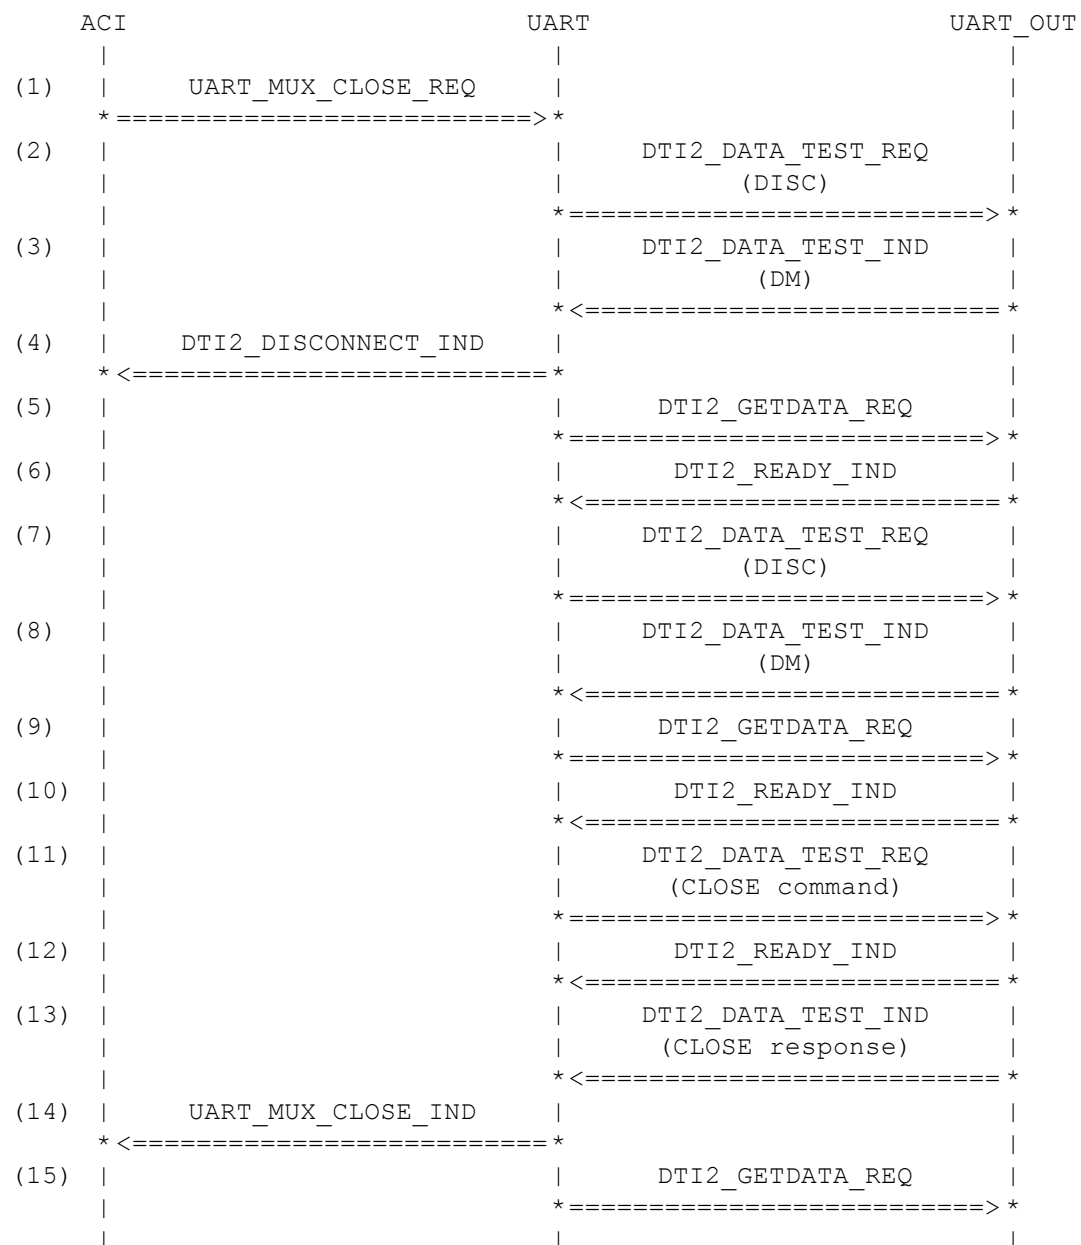 ACI                         UART                      UART_OUT
      |                           |                           |
(1)   |    UART_MUX_CLOSE_REQ     |                           |
      *==========================>*                           |
(2)   |                           |    DTI2_DATA_TEST_REQ     |
      |                           |          (DISC)           |
      |                           *==========================>*
(3)   |                           |    DTI2_DATA_TEST_IND     |
      |                           |           (DM)            |
      |                           *<==========================*
(4)   |    DTI2_DISCONNECT_IND    |                           |
      *<==========================*                           |
(5)   |                           |     DTI2_GETDATA_REQ      |
      |                           *==========================>*
(6)   |                           |      DTI2_READY_IND       |
      |                           *<==========================*
(7)   |                           |    DTI2_DATA_TEST_REQ     |
      |                           |          (DISC)           |
      |                           *==========================>*
(8)   |                           |    DTI2_DATA_TEST_IND     |
      |                           |           (DM)            |
      |                           *<==========================*
(9)   |                           |     DTI2_GETDATA_REQ      |
      |                           *==========================>*
(10)  |                           |      DTI2_READY_IND       |
      |                           *<==========================*
(11)  |                           |    DTI2_DATA_TEST_REQ     |
      |                           |      (CLOSE command)      |
      |                           *==========================>*
(12)  |                           |      DTI2_READY_IND       |
      |                           *<==========================*
(13)  |                           |    DTI2_DATA_TEST_IND     |
      |                           |     (CLOSE response)      |
      |                           *<==========================*
(14)  |    UART_MUX_CLOSE_IND     |                           |
      *<==========================*                           |
(15)  |                           |     DTI2_GETDATA_REQ      |
      |                           *==========================>*
      |                           |                           |